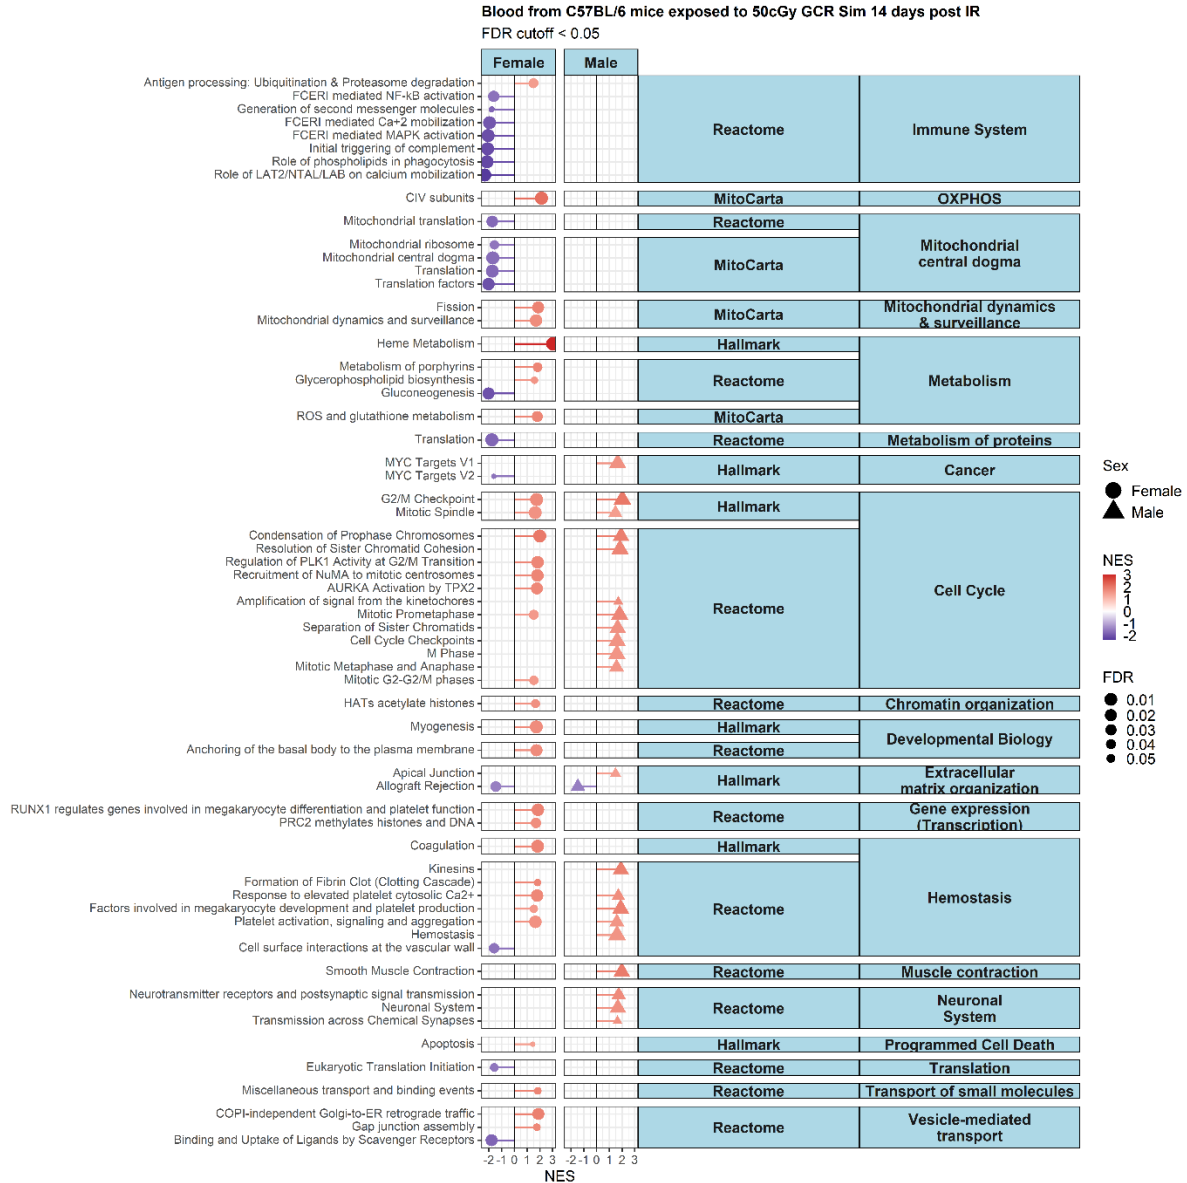 Blood from C57BL/6 mice exposed to 50cGy GCR Sim 14 days post IR
FDR cutoff < 0.05
Female
Male
Antigen processing: Ubiquitination & Proteasome degradation
FCERI mediated NF-kB activation
Generation of second messenger molecules
FCERI mediated Ca+2 mobilization
FCERI mediated MAPK activation
Initial triggering of complement
Role of phospholipids in phagocytosis
Role of LAT2/NTAL/LAB on calcium mobilization
Reactome
Immune System
CIV subunits
MitoCarta
OXPHOS
Mitochondrial translation
Reactome
Mitochondrial ribosome
Mitochondrial central dogma
Translation
Translation factors
MitoCarta
Mitochondrial
central dogma
Fission
Mitochondrial dynamics and surveillance
MitoCarta
Mitochondrial dynamics
& surveillance
Heme Metabolism
Hallmark
Metabolism of porphyrins
Glycerophospholipid biosynthesis
Gluconeogenesis
Reactome
Metabolism
ROS and glutathione metabolism
MitoCarta
Translation
Reactome
Metabolism of proteins
MYC Targets V1
MYC Targets V2
Hallmark
Cancer
G2/M Checkpoint
Mitotic Spindle
Hallmark
Condensation of Prophase Chromosomes
Resolution of Sister Chromatid Cohesion
Regulation of PLK1 Activity at G2/M Transition
Recruitment of NuMA to mitotic centrosomes
AURKA Activation by TPX2
Amplification of signal from the kinetochores
Mitotic Prometaphase
Separation of Sister Chromatids
Cell Cycle Checkpoints
M Phase
Mitotic Metaphase and Anaphase
Mitotic G2-G2/M phases
Reactome
Cell Cycle
HATs acetylate histones
Reactome
Chromatin organization
Myogenesis
Hallmark
Anchoring of the basal body to the plasma membrane
Reactome
Developmental Biology
Apical Junction
Allograft Rejection
Hallmark
Extracellular
matrix organization
RUNX1 regulates genes involved in megakaryocyte differentiation and platelet function
PRC2 methylates histones and DNA
Reactome
Gene expression
(Transcription)
Coagulation
Hallmark
Kinesins
Formation of Fibrin Clot (Clotting Cascade)
Response to elevated platelet cytosolic Ca2+
Factors involved in megakaryocyte development and platelet production
Platelet activation, signaling and aggregation
Hemostasis
Cell surface interactions at the vascular wall
Reactome
Hemostasis
Smooth Muscle Contraction
Reactome
Muscle contraction
Neurotransmitter receptors and postsynaptic signal transmission
Neuronal System
Transmission across Chemical Synapses
Reactome
Neuronal
System
Apoptosis
Hallmark
Programmed Cell Death
Eukaryotic Translation Initiation
Reactome
Translation
Miscellaneous transport and binding events
Reactome
Transport of small molecules
COPI-independent Golgi-to-ER retrograde traffic
Gap junction assembly
Binding and Uptake of Ligands by Scavenger Receptors
Reactome
Vesicle-mediated
transport
-2 -1 0 1 2 3
-2 -1 0 1 2 3
NES
Sex
Female
Male
NES
3
2
1
0
-1
-2
FDR
0.01
0.02
0.03
0.04
0.05